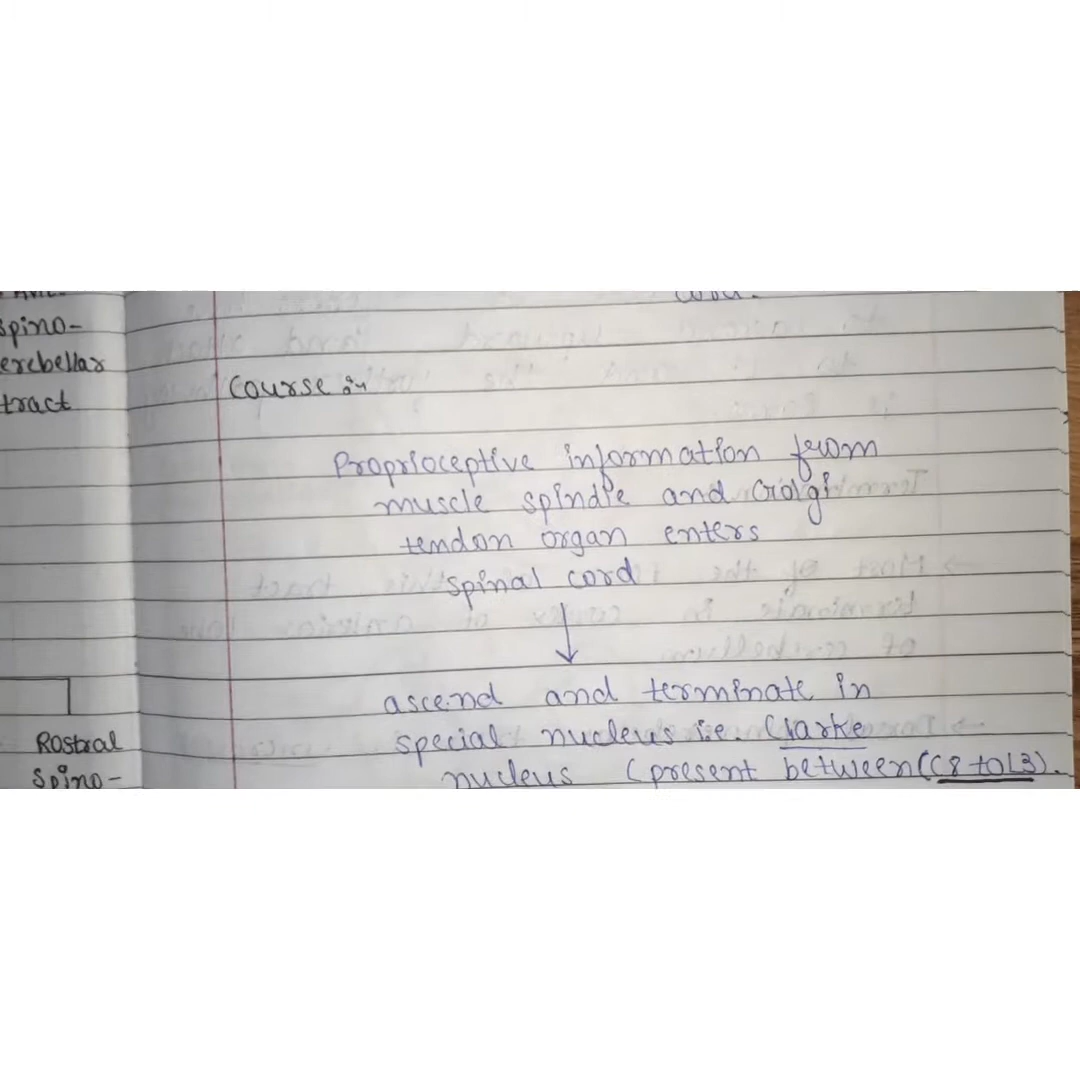 spino-
erebellar
tract
Course :-
Proprioceptive information from
muscle spindle and Golgi
tendon organ enters
spinal cord
↓
ascend and terminate in
special nucleus i.e Clarke
nucleus (present between (C8 to L3).
Rostral
Spino-